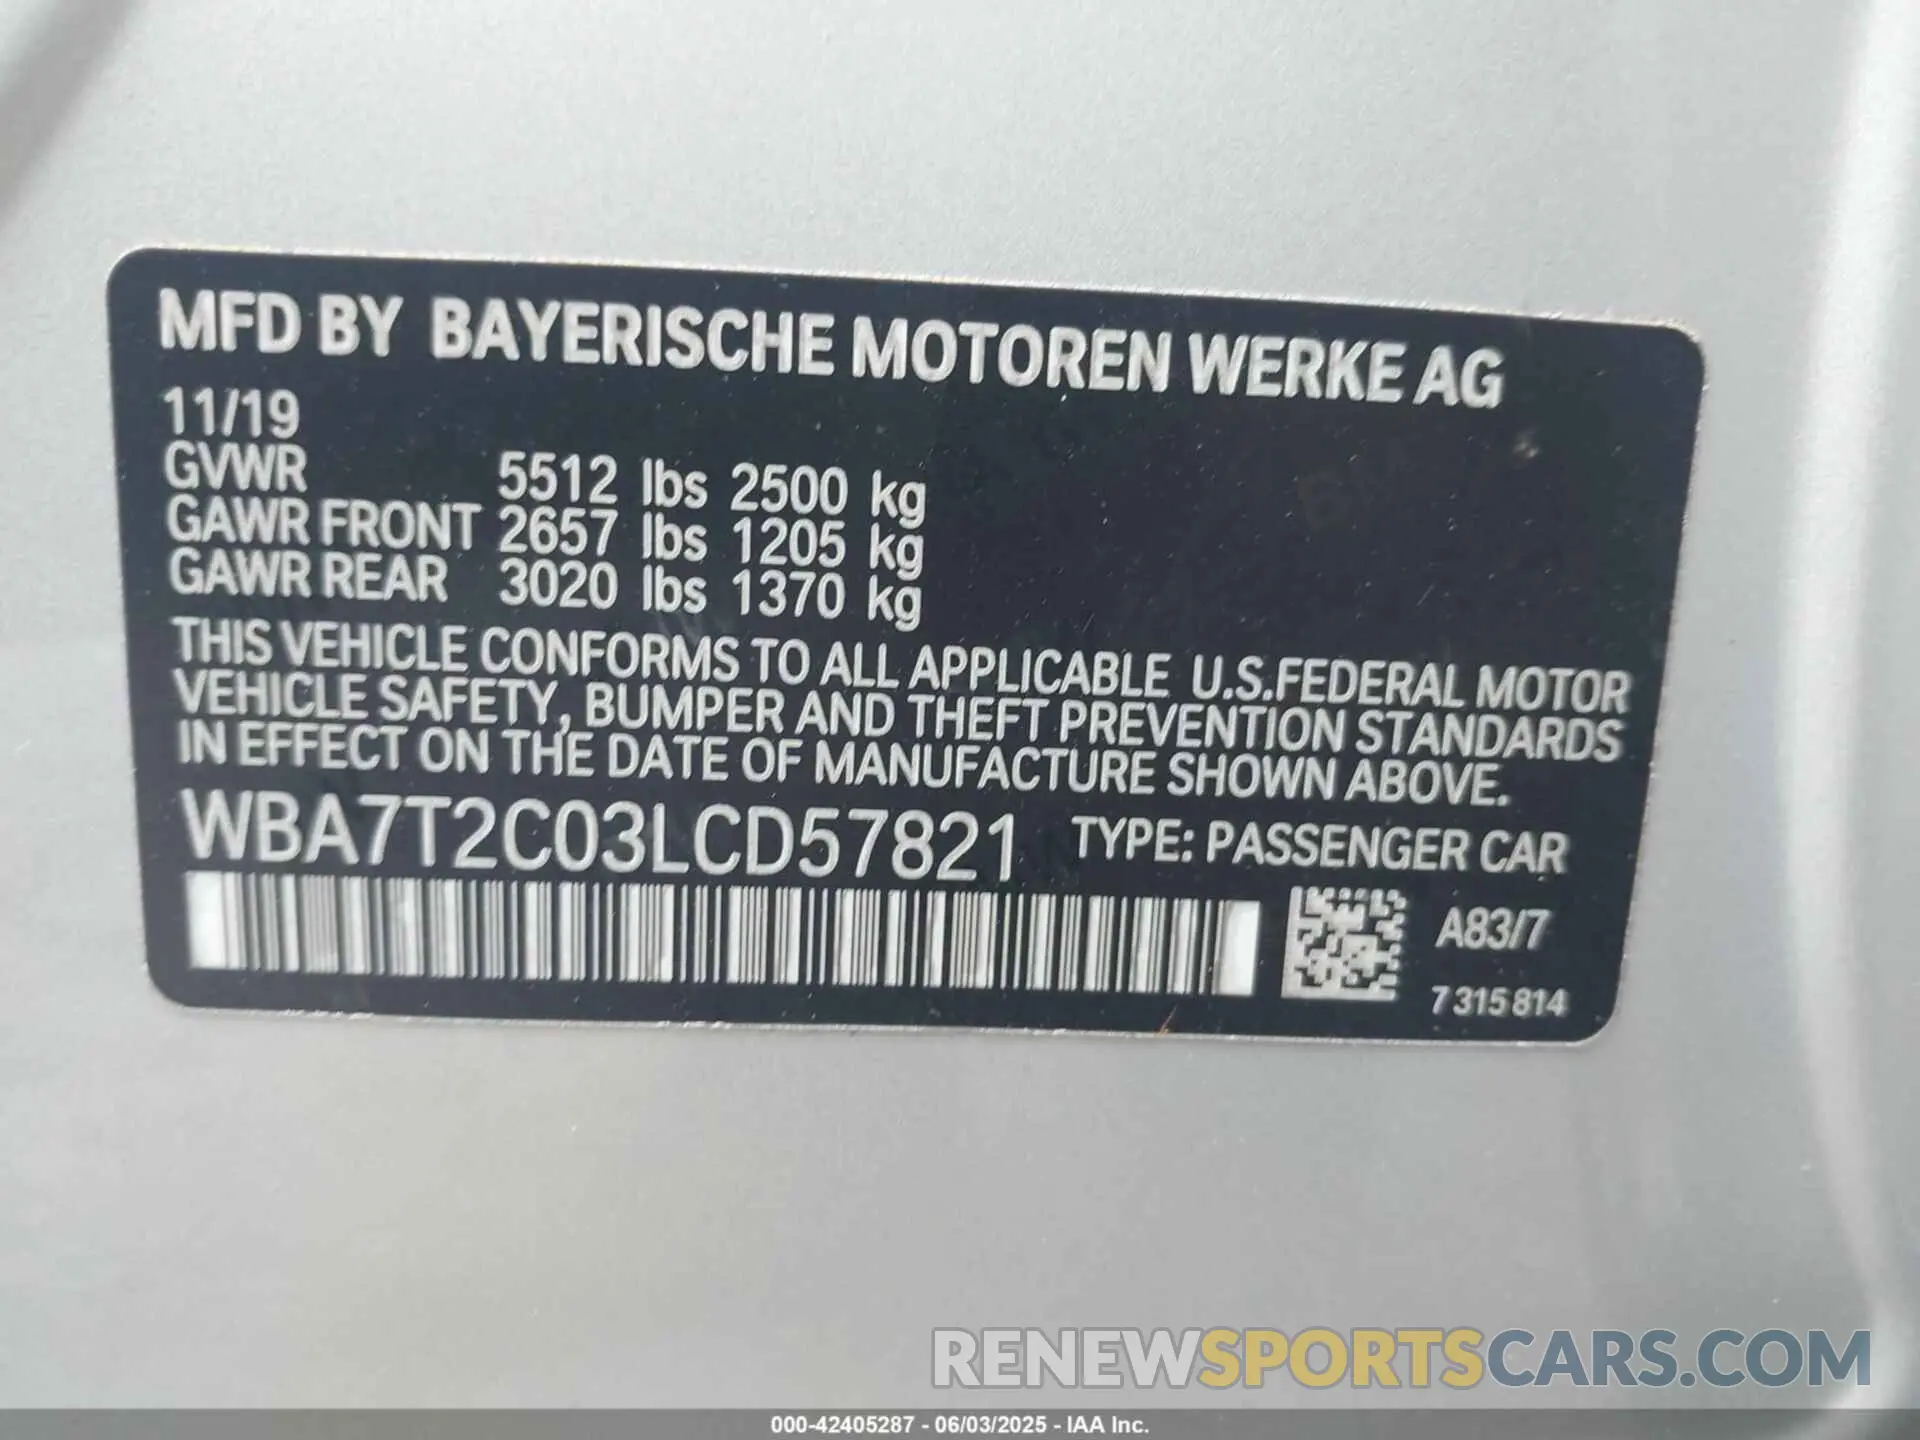 MFD BY BAYERISCHE MOTOREN WERKE AG
11/19
GVWR 5512 lbs 2500 kg
GAWR FRONT 2657 lbs 1205 kg
GAWR REAR 3020 lbs 1370 kg
THIS VEHICLE CONFORMS TO ALL APPLICABLE U.S.FEDERAL MOTOR
VEHICLE SAFETY, BUMPER AND THEFT PREVENTION STANDARDS
IN EFFECT ON THE DATE OF MANUFACTURE SHOWN ABOVE.
WBA7T2C03LCD57821 TYPE: PASSENGER CAR
A83/7
7 315 814
RENEWSPORTSCARS.COM
000-42405287 - 06/03/2025 - IAA Inc.